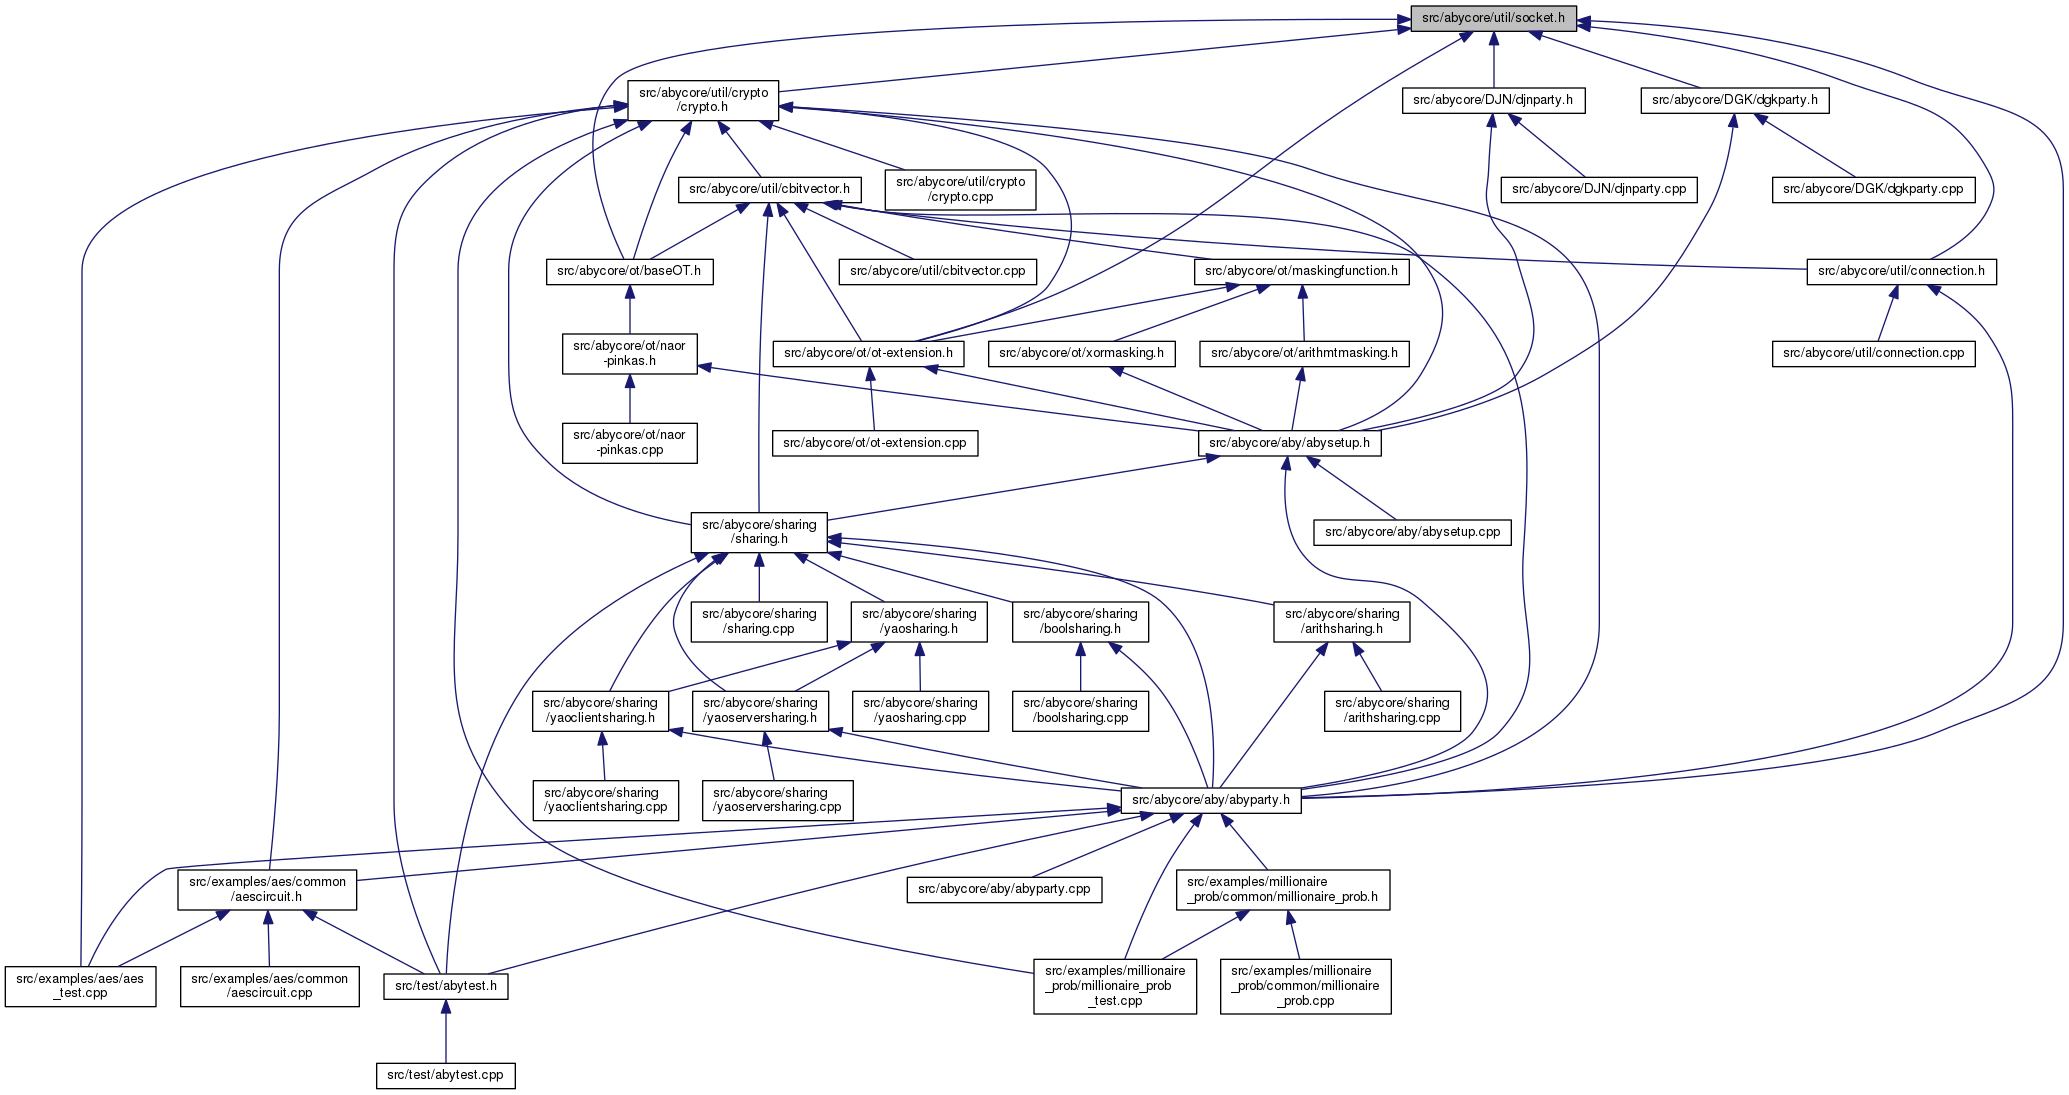 src/abycore/util/socket.h
src/abycore/util/crypto
/crypto.h
src/abycore/DJN/djnparty.h
src/abycore/DGK/dgkparty.h
src/abycore/util/cbitvector.h
src/abycore/util/crypto
/crypto.cpp
src/abycore/DJN/djnparty.cpp
src/abycore/DGK/dgkparty.cpp
src/abycore/ot/baseOT.h
src/abycore/util/cbitvector.cpp
src/abycore/ot/maskingfunction.h
src/abycore/util/connection.h
src/abycore/ot/naor
-pinkas.h
src/abycore/ot/ot-extension.h
src/abycore/ot/xormasking.h
src/abycore/ot/arithmtmasking.h
src/abycore/util/connection.cpp
src/abycore/ot/naor
-pinkas.cpp
src/abycore/ot/ot-extension.cpp
src/abycore/aby/abysetup.h
src/abycore/sharing
/sharing.h
src/abycore/aby/abysetup.cpp
src/abycore/sharing
/sharing.cpp
src/abycore/sharing
/yaosharing.h
src/abycore/sharing
/boolsharing.h
src/abycore/sharing
/arithsharing.h
src/abycore/sharing
/yaoclientsharing.h
src/abycore/sharing
/yaoserversharing.h
src/abycore/sharing
/yaosharing.cpp
src/abycore/sharing
/boolsharing.cpp
src/abycore/sharing
/arithsharing.cpp
src/abycore/sharing
/yaoclientsharing.cpp
src/abycore/sharing
/yaoserversharing.cpp
src/abycore/aby/abyparty.h
src/examples/aes/common
/aescircuit.h
src/abycore/aby/abyparty.cpp
src/examples/millionaire
_prob/common/millionaire_prob.h
src/examples/aes/aes
_test.cpp
src/examples/aes/common
/aescircuit.cpp
src/test/abytest.h
src/examples/millionaire
_prob/millionaire_prob
_test.cpp
src/examples/millionaire
_prob/common/millionaire
_prob.cpp
src/test/abytest.cpp